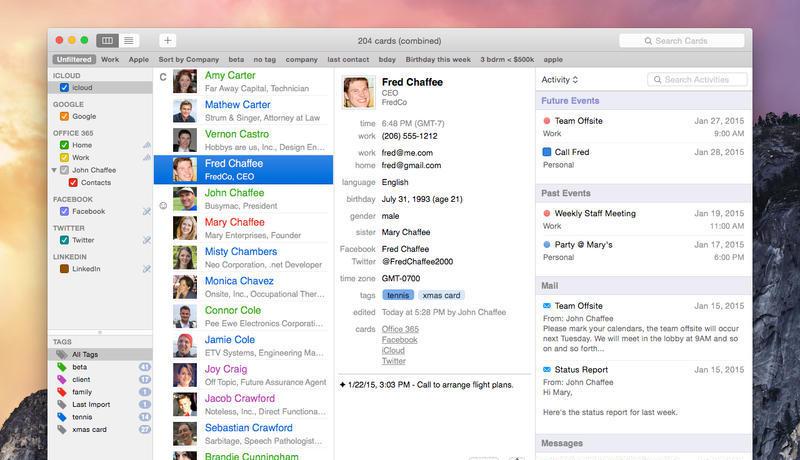 204 cards (combined)
Search Cards
Unfiltered Work Apple Sort by Company beta no tag company last contact bday Birthday this week 3 bdrm < $500k apple
ICLOUD
icloud
GOOGLE
Google
OFFICE 365
Home
Work
John Chaffee
Contacts
FACEBOOK
Facebook
TWITTER
Twitter
LINKEDIN
LinkedIn
TAGS
All Tags
beta 41
client 17
family 1
Last Import 1
tennis 14
xmas card 27
C
Amy Carter
Far Away Capital, Technician
Mathew Carter
Strum & Singer, Attorney at Law
Vernon Castro
Hobbys are us, Inc., Design En...
Fred Chaffee
FredCo, CEO
John Chaffee
Busymac, President
Mary Chaffee
Mary Enterprises, Founder
Misty Chambers
Neo Corporation, .net Developer
Monica Chavez
Onsite, Inc., Occupational Ther...
Connor Cole
Pee Ewe Electronics Corporati...
Jamie Cole
ETV Systems, Engineering Ma...
Joy Craig
Off Topic, Future Assurance Agent
Jacob Crawford
Noteless, Inc., Direct Functiona...
Sebastian Crawford
Sarbitage, Speech Pathologist...
Brandie Cunningham
Fred Chaffee
CEO
FredCo
time 6:48 PM (GMT-7)
work (206) 555-1212
work fred@me.com
home fred@gmail.com
language English
birthday July 31, 1993 (age 21)
gender male
sister Mary Chaffee
Facebook Fred Chaffee
Twitter @FredChaffee2000
time zone GMT-0700
tags tennis xmas card
edited Today at 5:28 PM by John Chaffee
cards Office 365
Facebook
iCloud
Twitter
1/22/15, 3:03 PM - Call to arrange flight plans.
Activity
Search Activities
Future Events
Team Offsite Jan 27, 2015
Work 9:00 AM
Call Fred Jan 28, 2015
Personal
Past Events
Weekly Staff Meeting Jan 19, 2015
Work 11:00 AM
Party @ Mary's Jan 17, 2015
Personal 6:00 PM
Mail
Team Offsite Jan 15, 2015
From: John Chaffee
Please mark your calendars, the team offsite will occur
next Tuesday. We will meet in the lobby at 9AM and so
on and so forth...
Status Report Jan 15, 2015
From: John Chaffee
Hi Mary,
Here's the status report for last week.
Messages